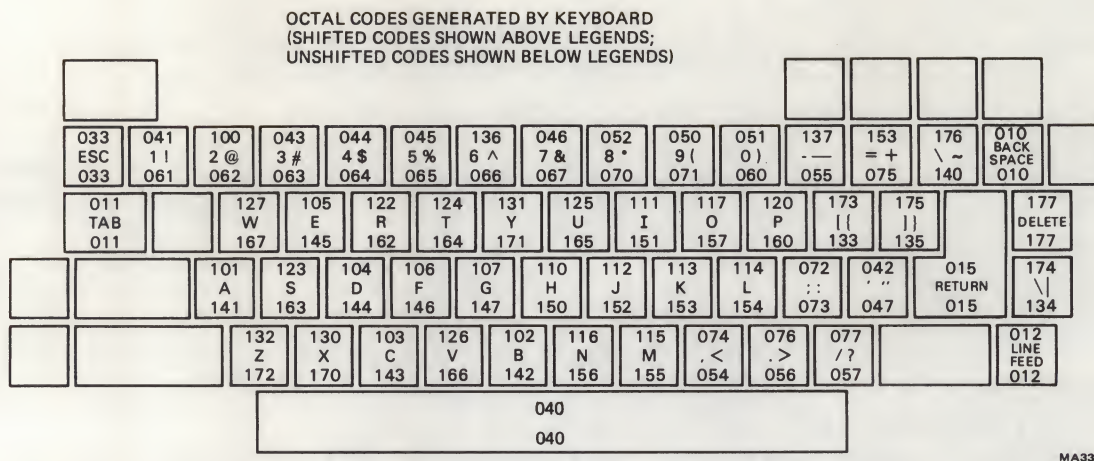 OCTAL CODES GENERATED BY KEYBOARD
(SHIFTED CODES SHOWN ABOVE LEGENDS;
UNSHIFTED CODES SHOWN BELOW LEGENDS)
033 041 100 043 044 045 136 046 052 050 051 137 153 176 010
ESC 1 ! 2 @ 3 # 4 $ 5 % 6 ^ 7 & 8 * 9 ( 0 ) - — = + \ ~ BACK SPACE
033 061 062 063 064 065 066 067 070 071 060 055 075 140 010
011 127 105 122 124 131 125 111 117 120 173 175 177
TAB W E R T Y U I O P [ { ] } DELETE
011 167 145 162 164 171 165 151 157 160 133 135 177
101 123 104 106 107 110 112 113 114 072 042 015 174
A S D F G H J K L ; : ' " RETURN \ |
141 163 144 146 147 150 152 153 154 073 047 015 134
132 130 103 126 102 116 115 074 076 077 012
Z X C V B N M , < . > / ? LINE FEED
172 170 143 166 142 156 155 054 056 057 012
040
040
MA33